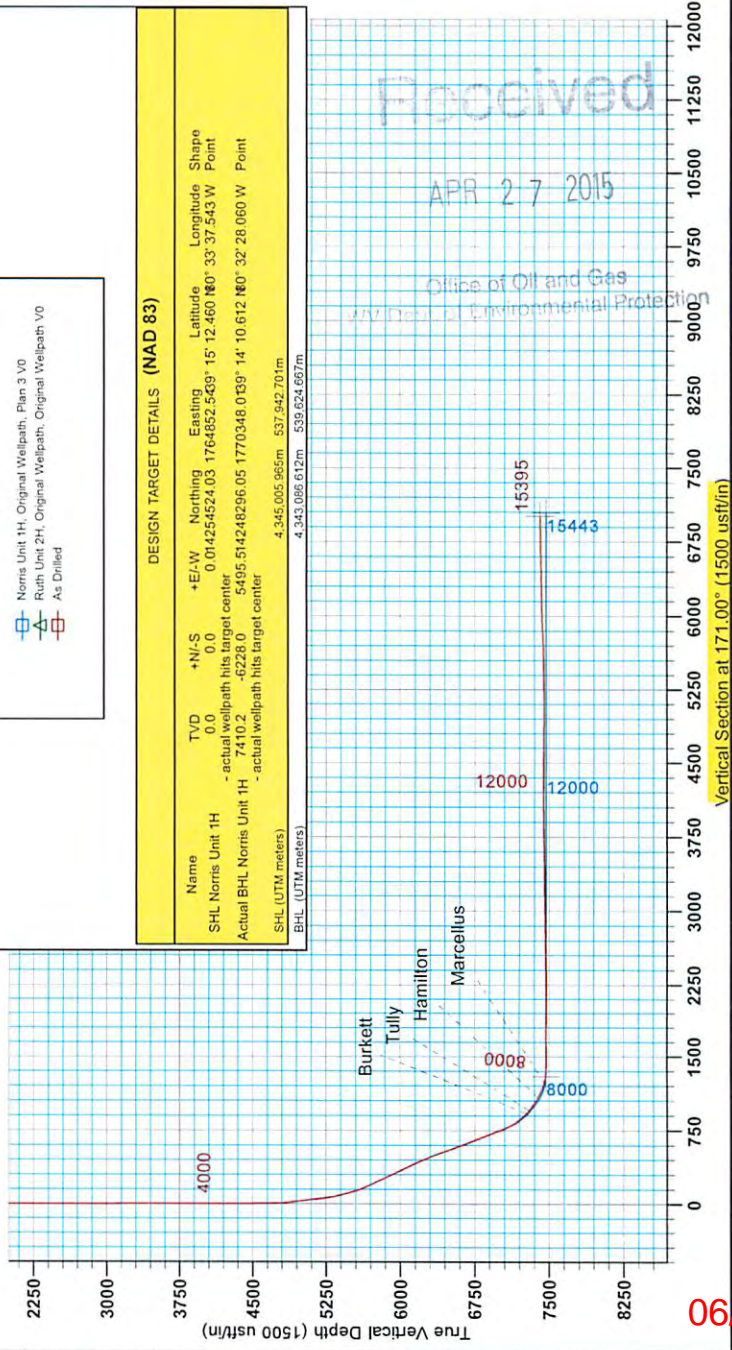 Norris Unit 1H, Original Wellpath, Plan 3 V0
Ruth Unit 2H, Original Wellpath, Original Wellpath V0
As Drilled
DESIGN TARGET DETAILS (NAD 83)
Name TVD +N/-S +E/-W Northing Easting Latitude Longitude Shape
SHL Norris Unit 1H 0.0 0.0 0.014254524.03 1764852.5439° 15' 12.460 N80° 33' 37.543 W Point
- actual wellpath hits target center
Actual BHL Norris Unit 1H 7410.2 -6228.0 5495.514248296.05 1770348.0139° 14' 10.612 N80° 32' 28.060 W Point
- actual wellpath hits target center
SHL (UTM meters) 4,345,005.965m 537,942.701m
BHL (UTM meters) 4,343,086.612m 539,624.667m
Received
APR 27 2015
Office of Oil and Gas
WV Dept. of Environmental Protection
2250
3000
3750
4500
5250
6000
6750
7500
8250
True Vertical Depth (1500 usft/in)
4000
Burkett
Tully
Hamilton
Marcellus
8000
8000
12000
12000
15395
15443
0 750 1500 2250 3000 3750 4500 5250 6000 6750 7500 8250 9000 9750 10500 11250 12000
Vertical Section at 171.00° (1500 usft/in)